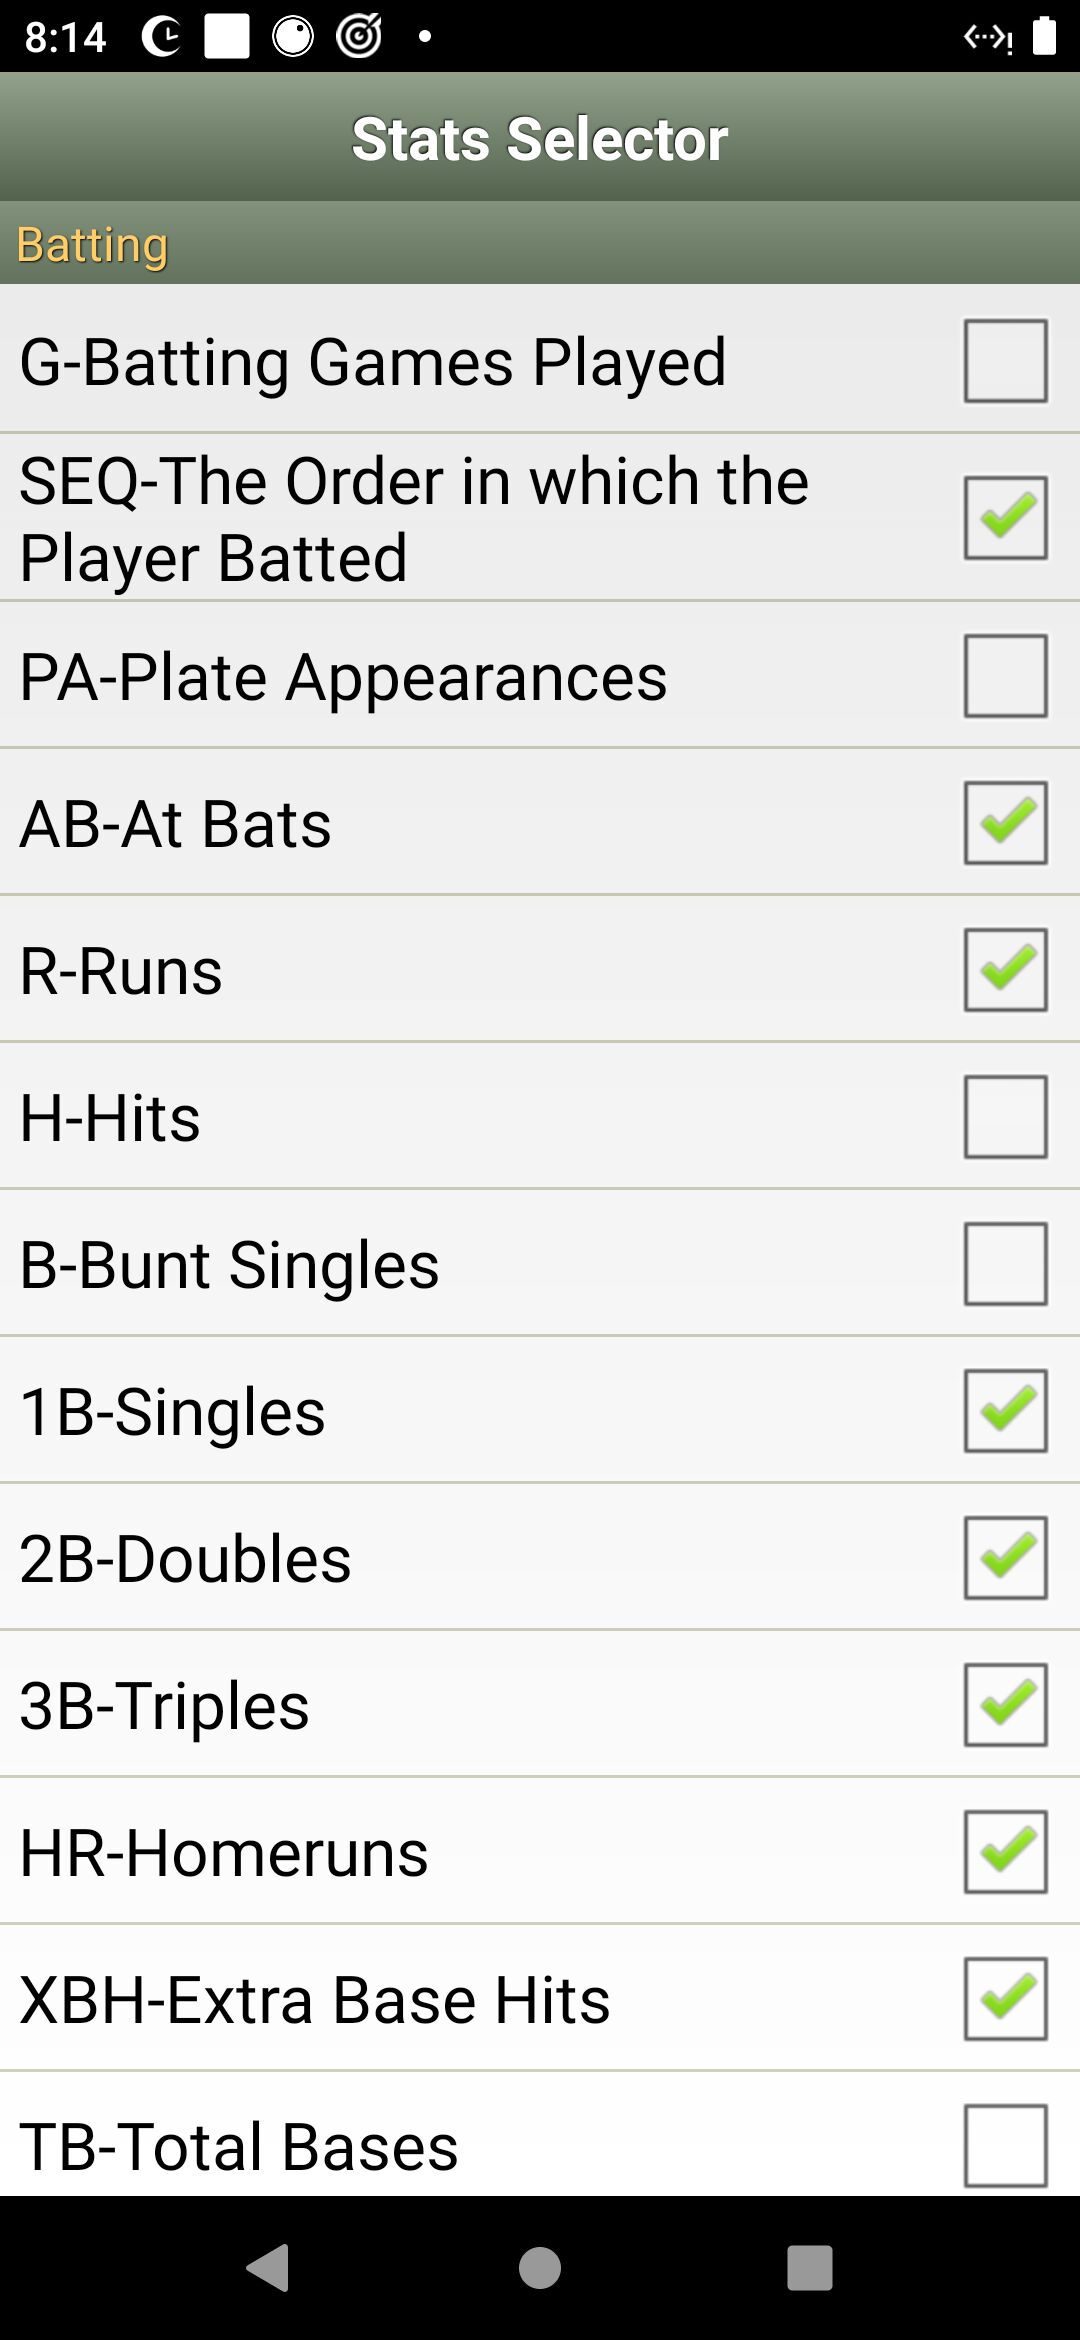 8:14
Stats Selector
Batting
G-Batting Games Played
SEQ-The Order in which the
Player Batted
PA-Plate Appearances
AB-At Bats
R-Runs
H-Hits
B-Bunt Singles
1B-Singles
2B-Doubles
3B-Triples
HR-Homeruns
XBH-Extra Base Hits
TB-Total Bases